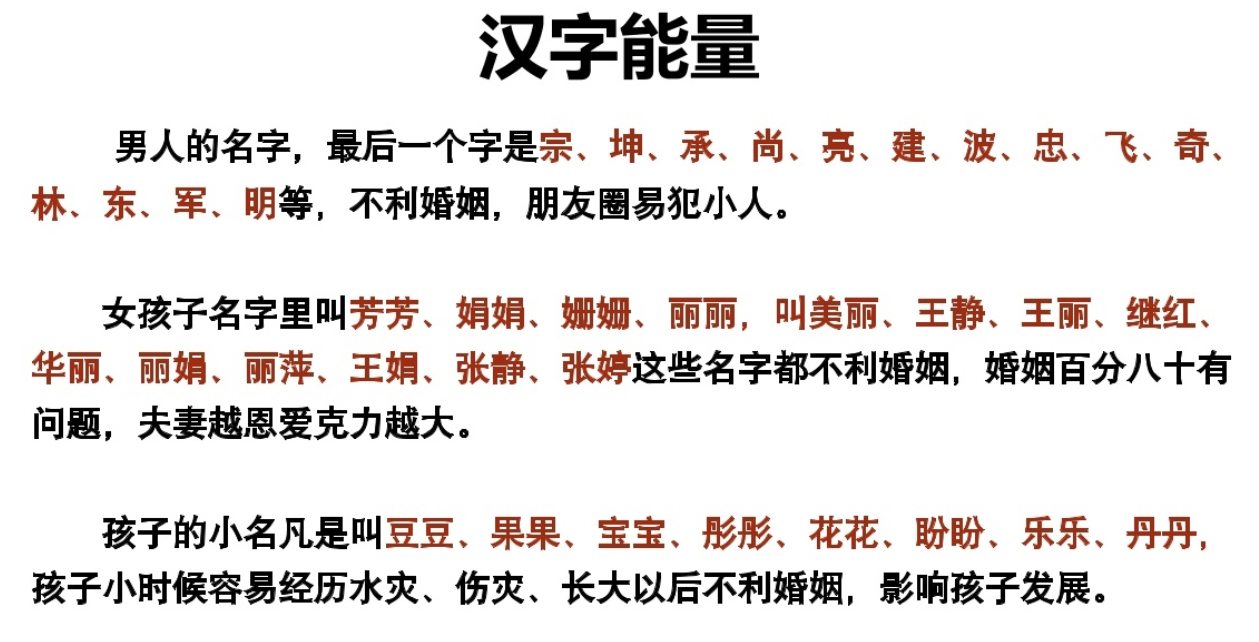 汉字能量
男人的名字，最后一个字是宗、坤、承、尚、亮、建、波、忠、飞、奇、
林、东、军、明等，不利婚姻，朋友圈易犯小人。
女孩子名字里叫芳芳、娟娟、姗姗、丽丽，叫美丽、王静、王丽、继红、
华丽、丽娟、丽萍、王娟、张静、张婷这些名字都不利婚姻，婚姻百分八十有
问题，夫妻越恩爱克力越大。
孩子的小名凡是叫豆豆、果果、宝宝、彤彤、花花、盼盼、乐乐、丹丹，
孩子小时候容易经历水灾、伤灾、长大以后不利婚姻，影响孩子发展。